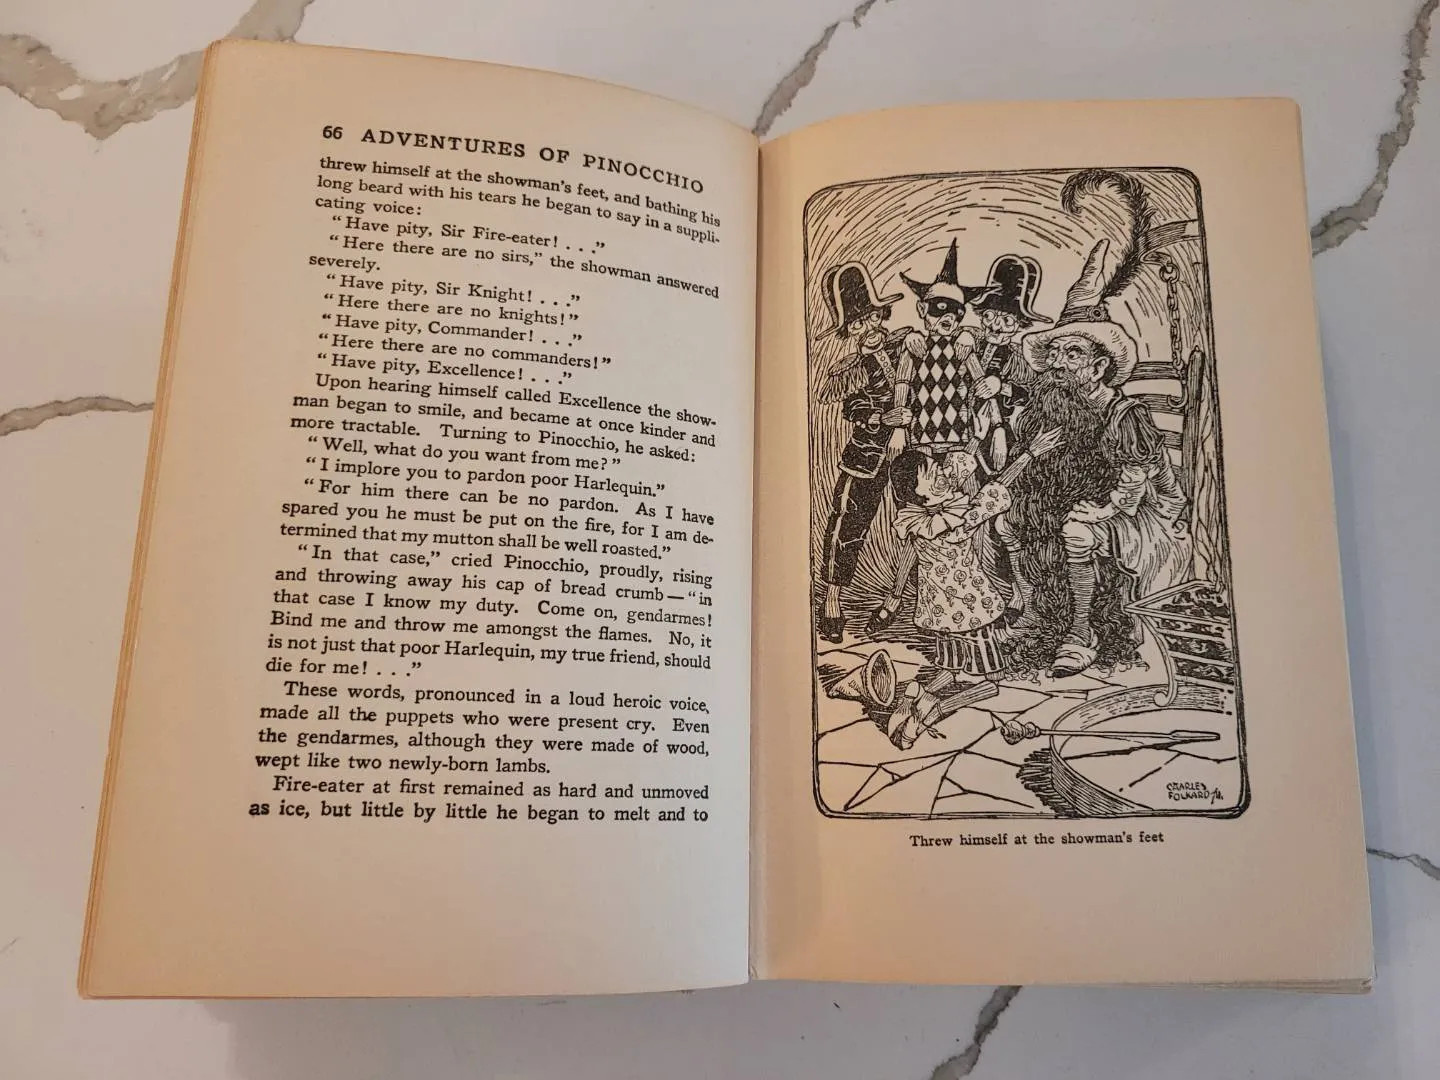 66 ADVENTURES OF PINOCCHIO
threw himself at the showman's feet, and bathing his
long beard with his tears he began to say in a suppli-
cating voice:
“Have pity, Sir Fire-eater! . . .”
“Here there are no sirs,” the showman answered
severely.
“Have pity, Sir Knight! . . .”
“Here there are no knights!”
“Have pity, Commander! . . .”
“Here there are no commanders!”
“Have pity, Excellence! . . .”
Upon hearing himself called Excellence the show-
man began to smile, and became at once kinder and
more tractable. Turning to Pinocchio, he asked:
“Well, what do you want from me?”
“I implore you to pardon poor Harlequin.”
“For him there can be no pardon. As I have
spared you he must be put on the fire, for I am de-
termined that my mutton shall be well roasted.”
“In that case,” cried Pinocchio, proudly, rising
and throwing away his cap of bread crumb — “in
that case I know my duty. Come on, gendarmes!
Bind me and throw me amongst the flames. No, it
is not just that poor Harlequin, my true friend, should
die for me! . . .”
These words, pronounced in a loud heroic voice,
made all the puppets who were present cry. Even
the gendarmes, although they were made of wood,
wept like two newly-born lambs.
Fire-eater at first remained as hard and unmoved
as ice, but little by little he began to melt and to
CHARLES
FOLKARD
Threw himself at the showman's feet